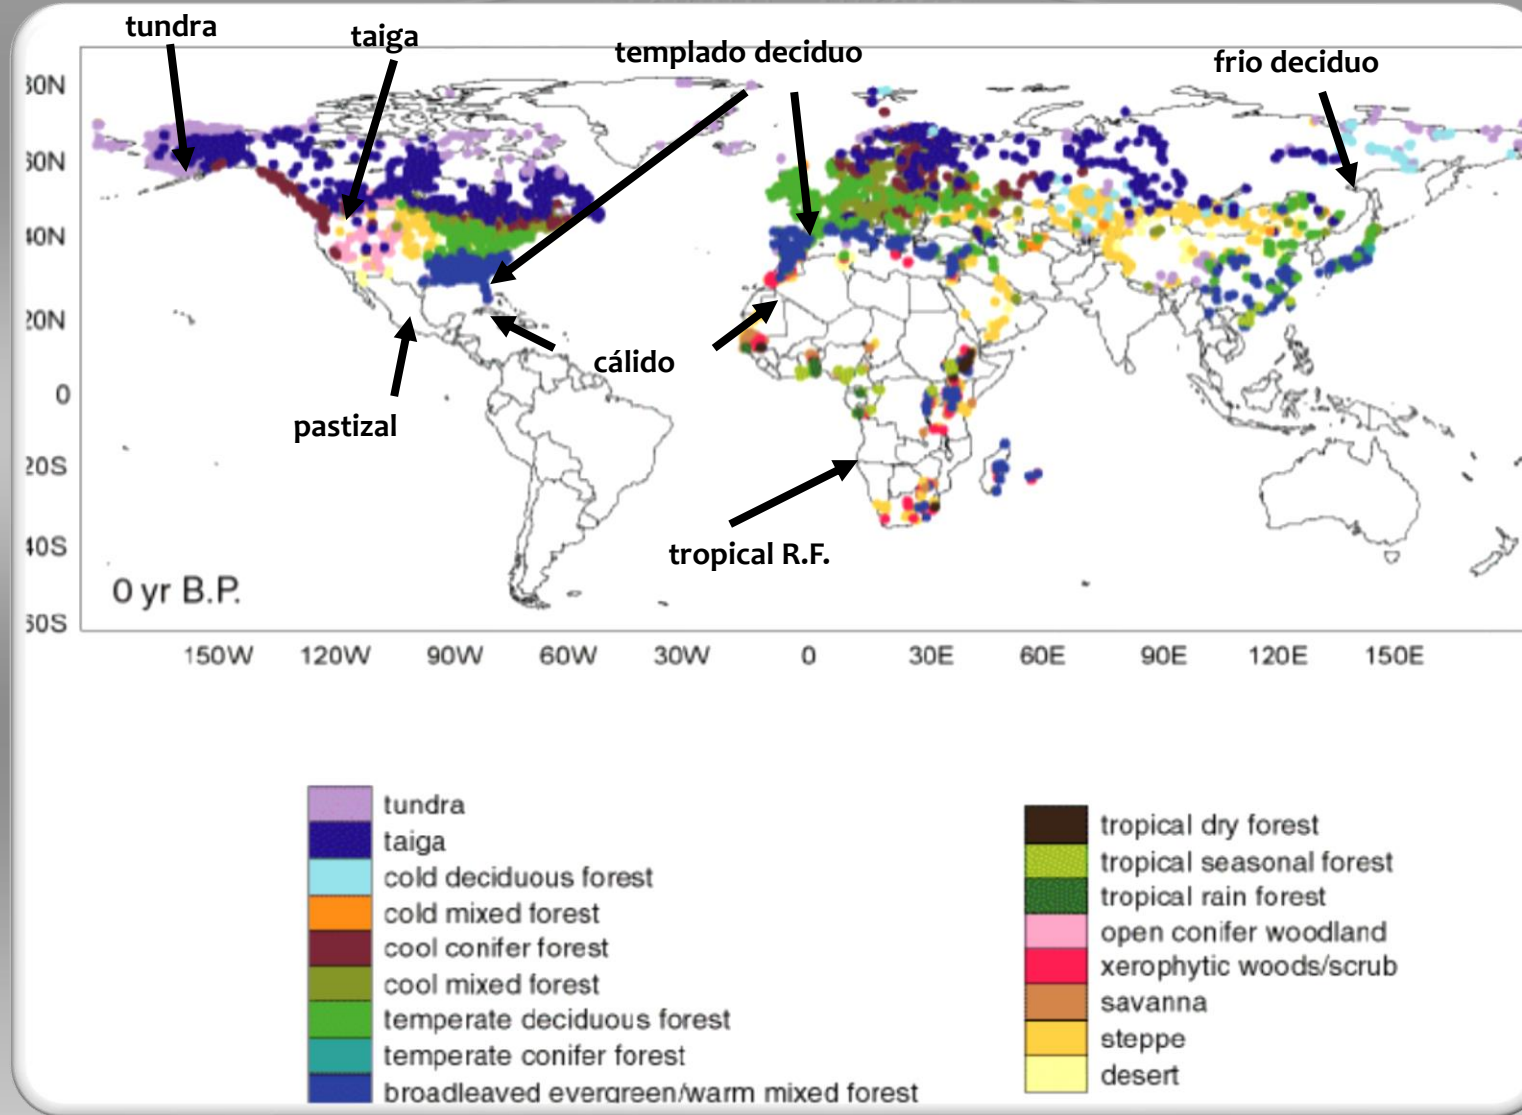 tundra
taiga
templado deciduo
frio deciduo
80N
60N
40N
20N
0
20S
40S
60S
cálido
pastizal
tropical R.F.
0 yr B.P.
150W 120W 90W 60W 30W 0 30E 60E 90E 120E 150E
tundra
taiga
cold deciduous forest
cold mixed forest
cool conifer forest
cool mixed forest
temperate deciduous forest
temperate conifer forest
broadleaved evergreen/warm mixed forest
tropical dry forest
tropical seasonal forest
tropical rain forest
open conifer woodland
xerophytic woods/scrub
savanna
steppe
desert